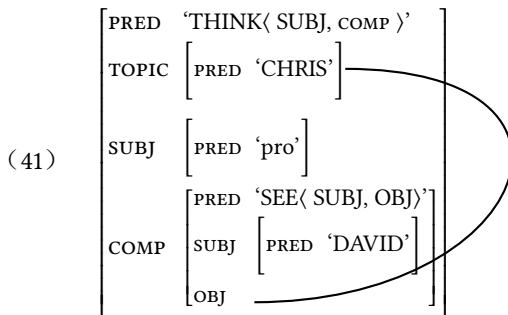 PRED ‘THINK⟨ SUBJ, COMP ⟩’
TOPIC [PRED ‘CHRIS’]
(41) SUBJ [PRED ‘pro’]
PRED ‘SEE⟨ SUBJ, OBJ⟩’
COMP SUBJ [PRED ‘DAVID’]
OBJ